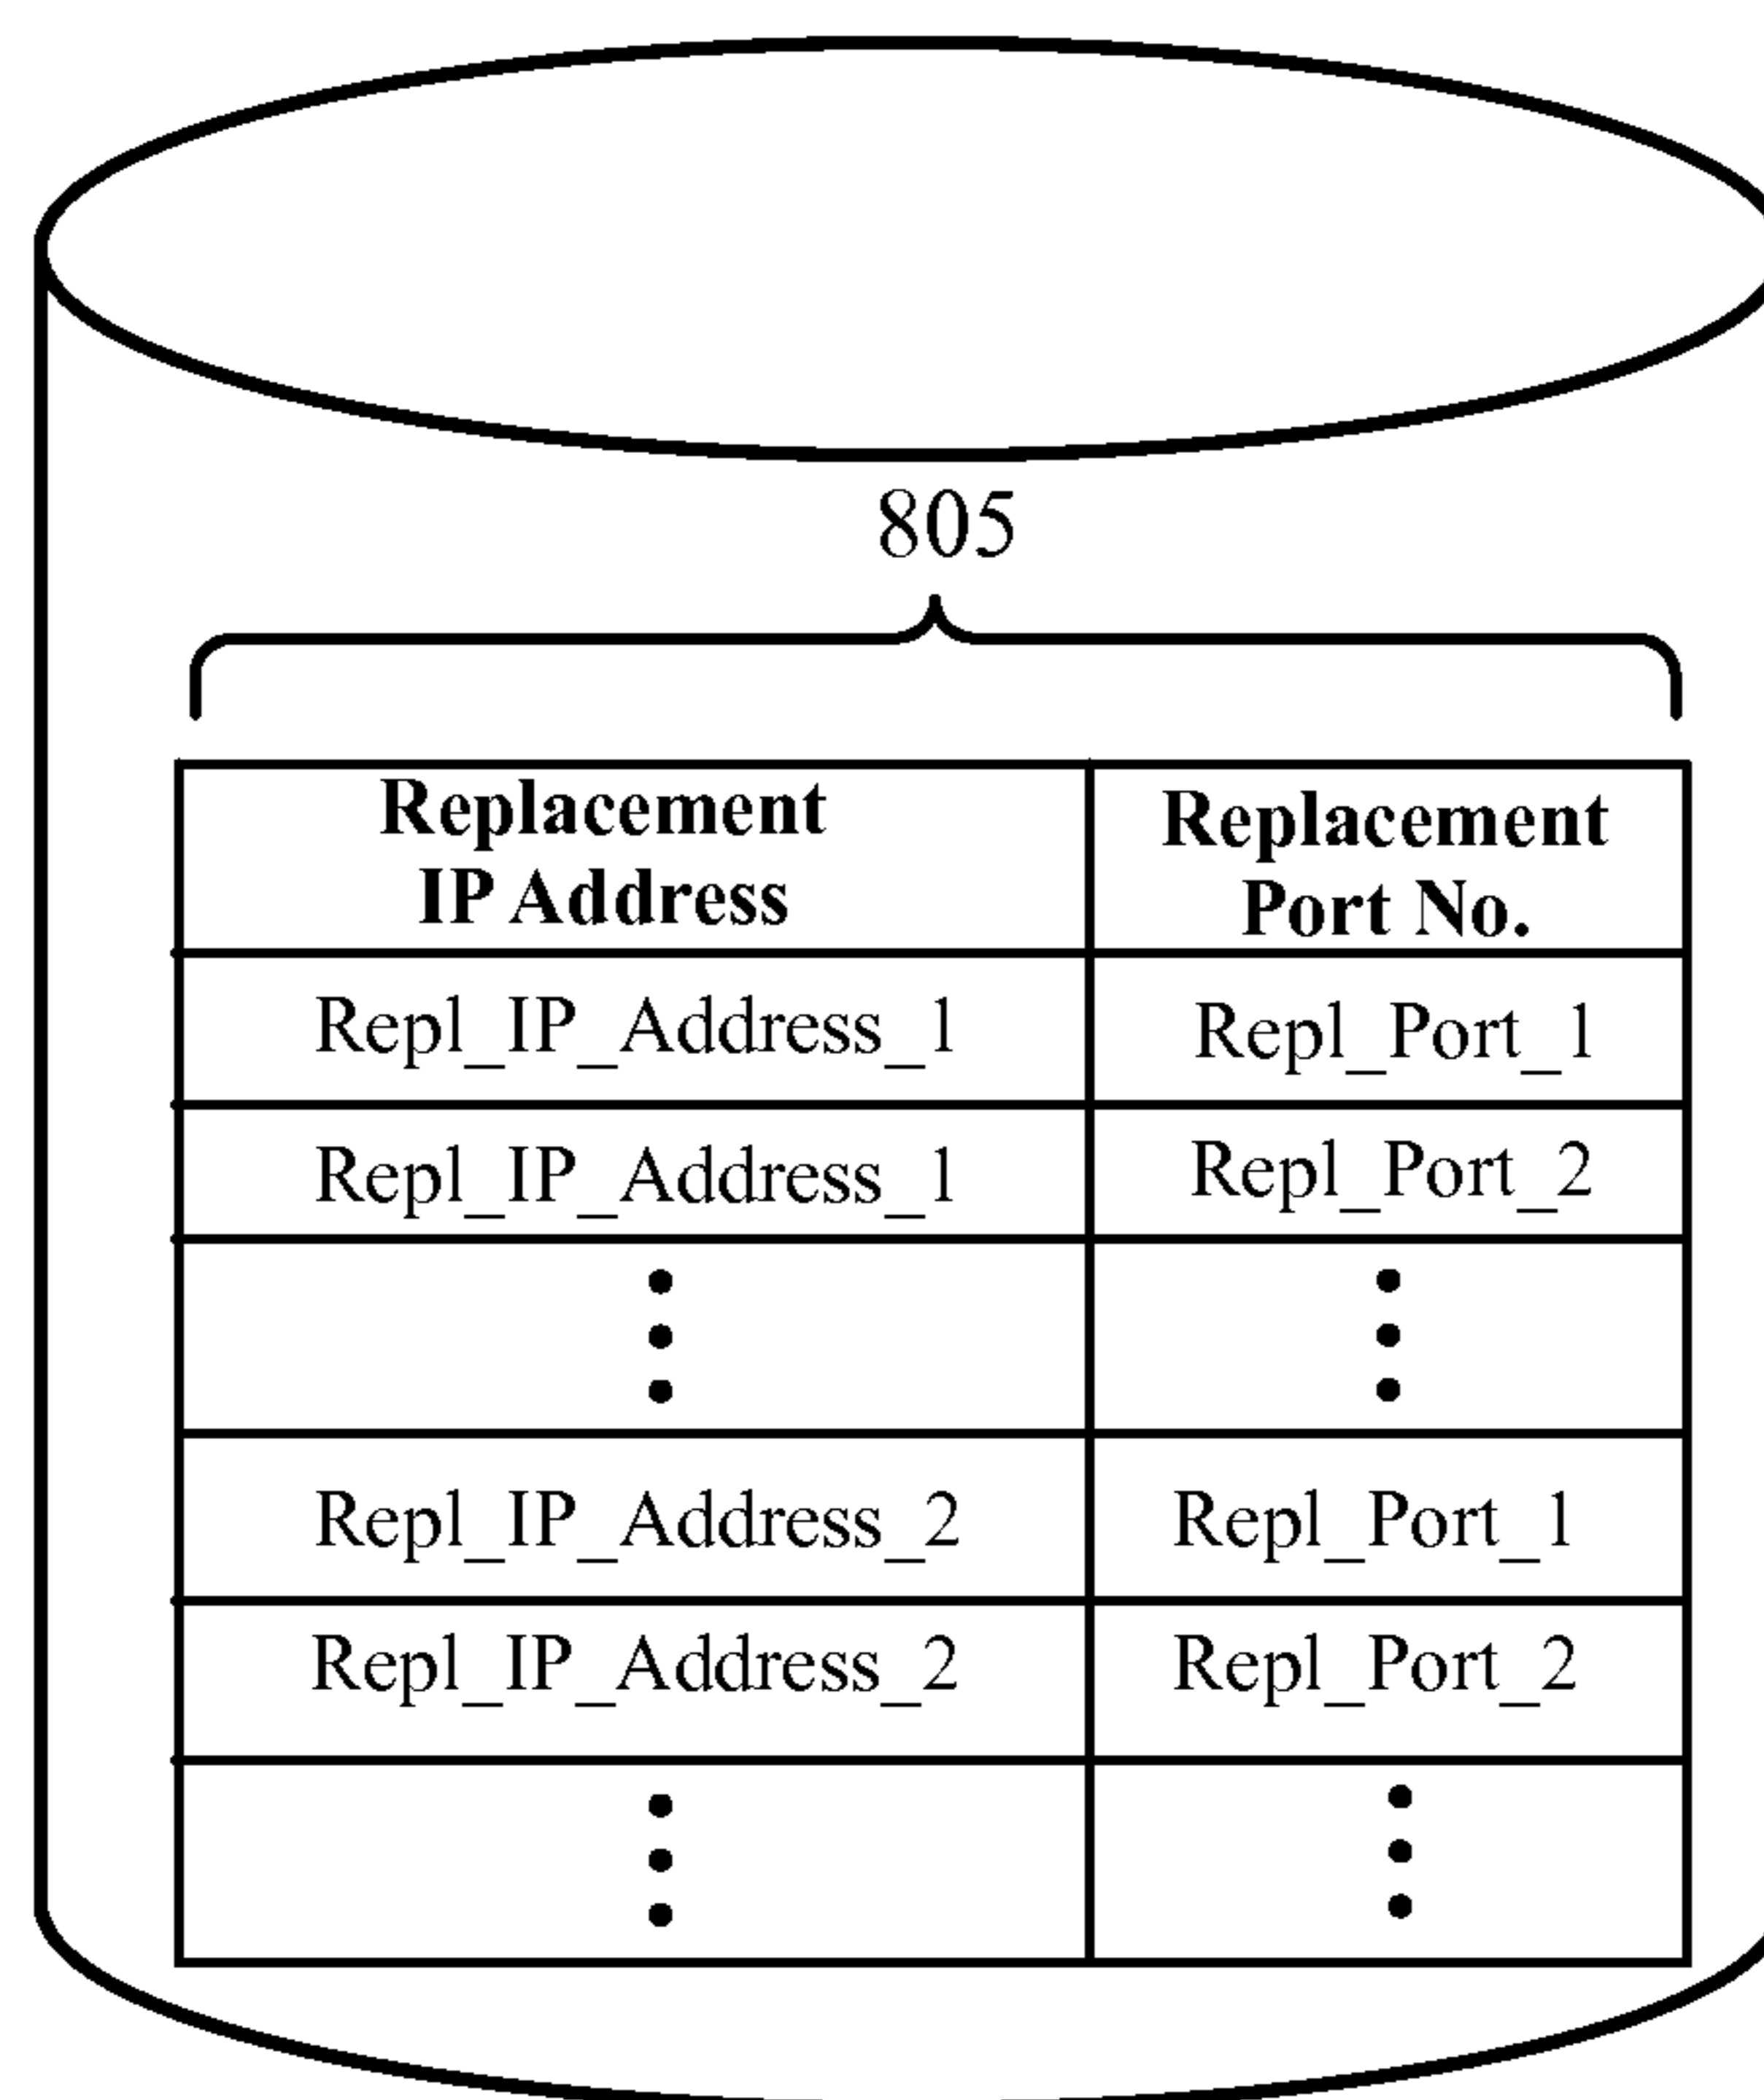 805
Replacement
IP Address
Replacement
Port No.
Repl_IP_Address_1
Repl_Port_1
Repl_IP_Address_1
Repl_Port_2
Repl_IP_Address_2
Repl_Port_1
Repl_IP_Address_2
Repl_Port_2